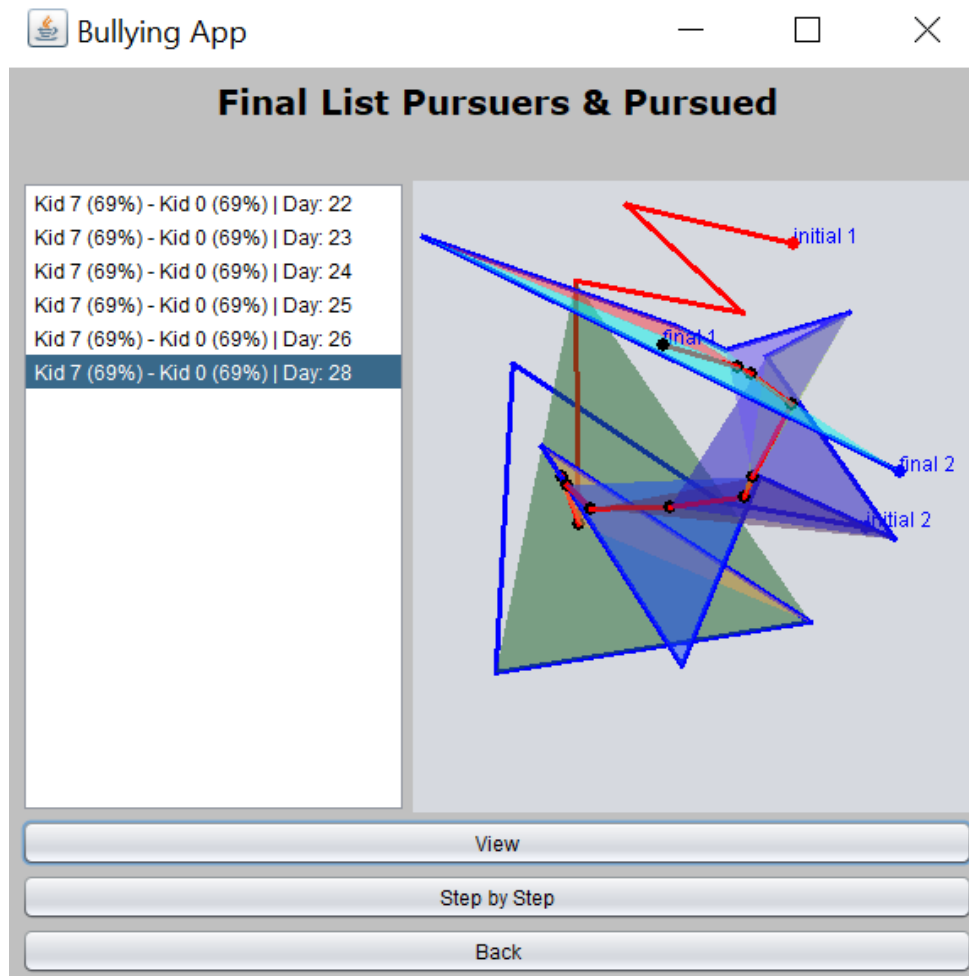 Bullying App
Final List Pursuers & Pursued
Kid 7 (69%) - Kid 0 (69%) | Day: 22
Kid 7 (69%) - Kid 0 (69%) | Day: 23
Kid 7 (69%) - Kid 0 (69%) | Day: 24
Kid 7 (69%) - Kid 0 (69%) | Day: 25
Kid 7 (69%) - Kid 0 (69%) | Day: 26
Kid 7 (69%) - Kid 0 (69%) | Day: 28
initial 1
final 1
final 2
initial 2
View
Step by Step
Back